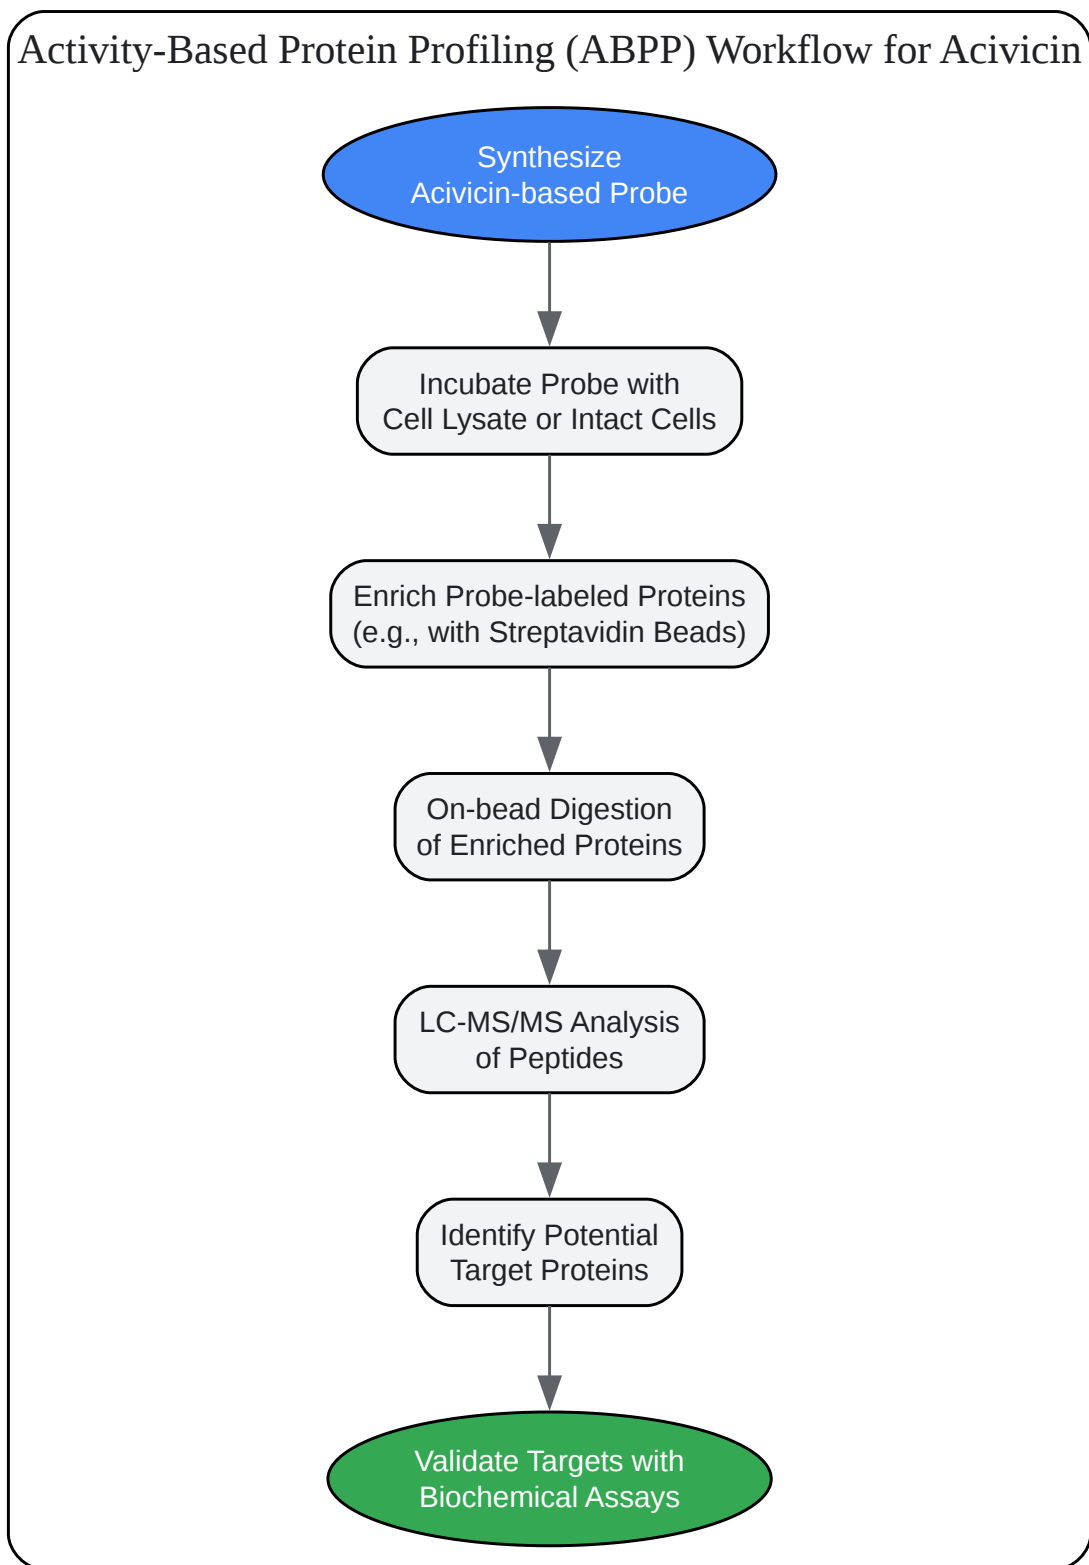 Activity-Based Protein Profiling (ABPP) Workflow for Acivicin
Synthesize
Acivicin-based Probe
Incubate Probe with
Cell Lysate or Intact Cells
Enrich Probe-labeled Proteins
(e.g., with Streptavidin Beads)
On-bead Digestion
of Enriched Proteins
LC-MS/MS Analysis
of Peptides
Identify Potential
Target Proteins
Validate Targets with
Biochemical Assays